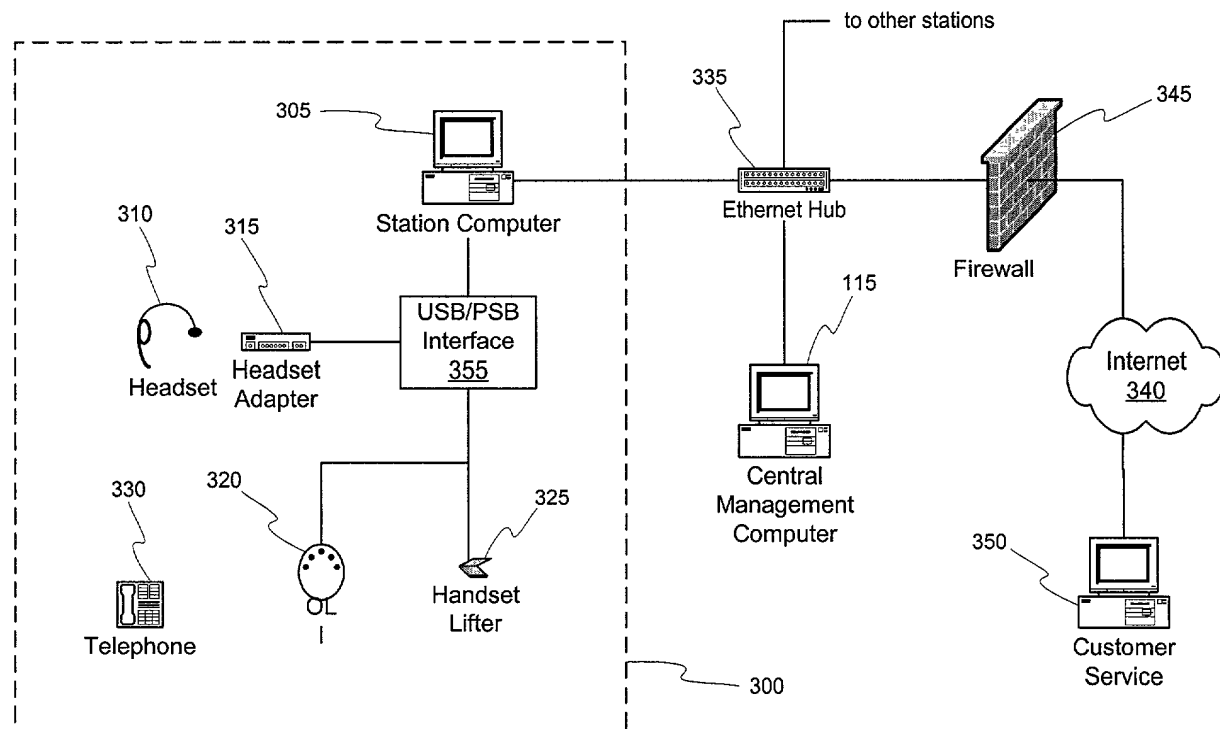 to other stations
335
345
305
Ethernet Hub
Station Computer
Firewall
310
315
115
USB/PSB
Interface
355
Headset
Headset
Adapter
Internet
340
320
325
330
Central
Management
Computer
350
OL
I
Handset
Lifter
Telephone
Customer
Service
300